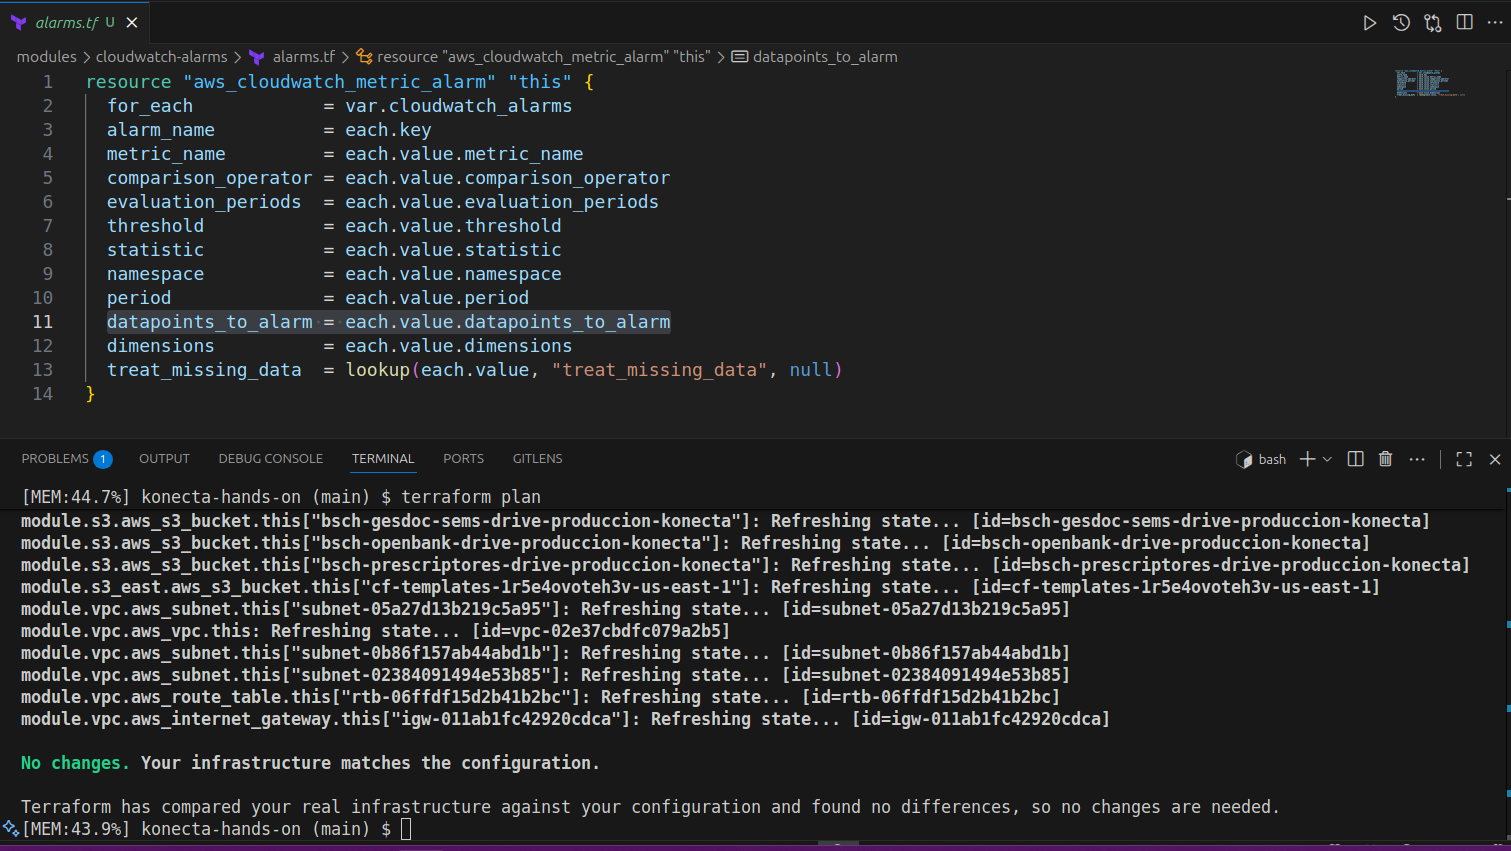 alarms.tf U
modules > cloudwatch-alarms > alarms.tf > resource "aws_cloudwatch_metric_alarm" "this" > datapoints_to_alarm
1 resource "aws_cloudwatch_metric_alarm" "this" {
2 for_each = var.cloudwatch_alarms
3 alarm_name = each.key
4 metric_name = each.value.metric_name
5 comparison_operator = each.value.comparison_operator
6 evaluation_periods = each.value.evaluation_periods
7 threshold = each.value.threshold
8 statistic = each.value.statistic
9 namespace = each.value.namespace
10 period = each.value.period
11 datapoints_to_alarm = each.value.datapoints_to_alarm
12 dimensions = each.value.dimensions
13 treat_missing_data = lookup(each.value, "treat_missing_data", null)
14 }
PROBLEMS 1 OUTPUT DEBUG CONSOLE TERMINAL PORTS GITLENS bash
[MEM:44.7%] konecta-hands-on (main) $ terraform plan
module.s3.aws_s3_bucket.this["bsch-gesdoc-sems-drive-produccion-konecta"]: Refreshing state... [id=bsch-gesdoc-sems-drive-produccion-konecta]
module.s3.aws_s3_bucket.this["bsch-openbank-drive-produccion-konecta"]: Refreshing state... [id=bsch-openbank-drive-produccion-konecta]
module.s3.aws_s3_bucket.this["bsch-prescriptores-drive-produccion-konecta"]: Refreshing state... [id=bsch-prescriptores-drive-produccion-konecta]
module.s3_east.aws_s3_bucket.this["cf-templates-1r5e4ovoteh3v-us-east-1"]: Refreshing state... [id=cf-templates-1r5e4ovoteh3v-us-east-1]
module.vpc.aws_subnet.this["subnet-05a27d13b219c5a95"]: Refreshing state... [id=subnet-05a27d13b219c5a95]
module.vpc.aws_vpc.this: Refreshing state... [id=vpc-02e37cbdfc079a2b5]
module.vpc.aws_subnet.this["subnet-0b86f157ab44abd1b"]: Refreshing state... [id=subnet-0b86f157ab44abd1b]
module.vpc.aws_subnet.this["subnet-02384091494e53b85"]: Refreshing state... [id=subnet-02384091494e53b85]
module.vpc.aws_route_table.this["rtb-06ffdf15d2b41b2bc"]: Refreshing state... [id=rtb-06ffdf15d2b41b2bc]
module.vpc.aws_internet_gateway.this["igw-011ab1fc42920cdca"]: Refreshing state... [id=igw-011ab1fc42920cdca]
No changes. Your infrastructure matches the configuration.
Terraform has compared your real infrastructure against your configuration and found no differences, so no changes are needed.
[MEM:43.9%] konecta-hands-on (main) $